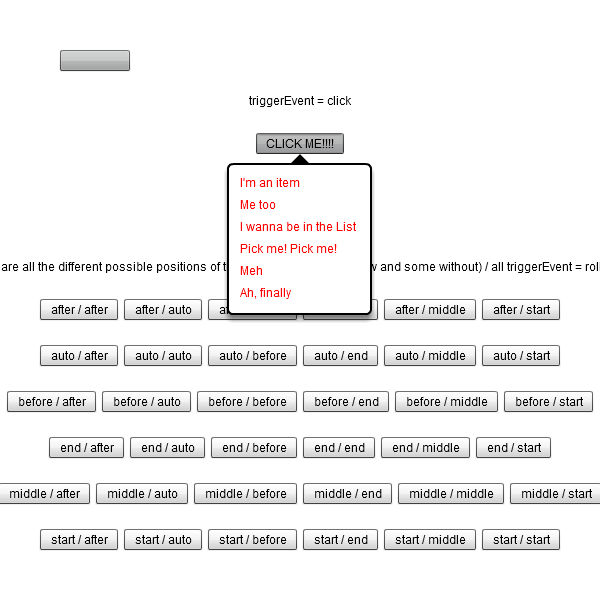 triggerEvent = click
CLICK ME!!!!
I'm an item
Me too
I wanna be in the List
Pick me! Pick me!
Meh
Ah, finally
are all the different possible positions of and some without) / all triggerEvent =
after / after after / auto after / middle after / start
auto / after auto / auto auto / before auto / end auto / middle auto / start
before / after before / auto before / before before / end before / middle before / start
end / after end / auto end / before end / end end / middle end / start
middle / after middle / auto middle / before middle / end middle / middle middle / start
start / after start / auto start / before start / end start / middle start / start